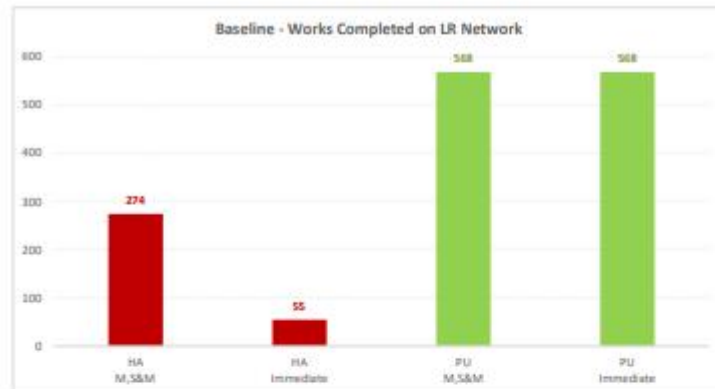 Baseline - Works Completed on LR Network
600
500
400
300
200
100
0
274
55
568
568
HA
M,S&M
HA
Immediate
PU
M,S&M
PU
Immediate